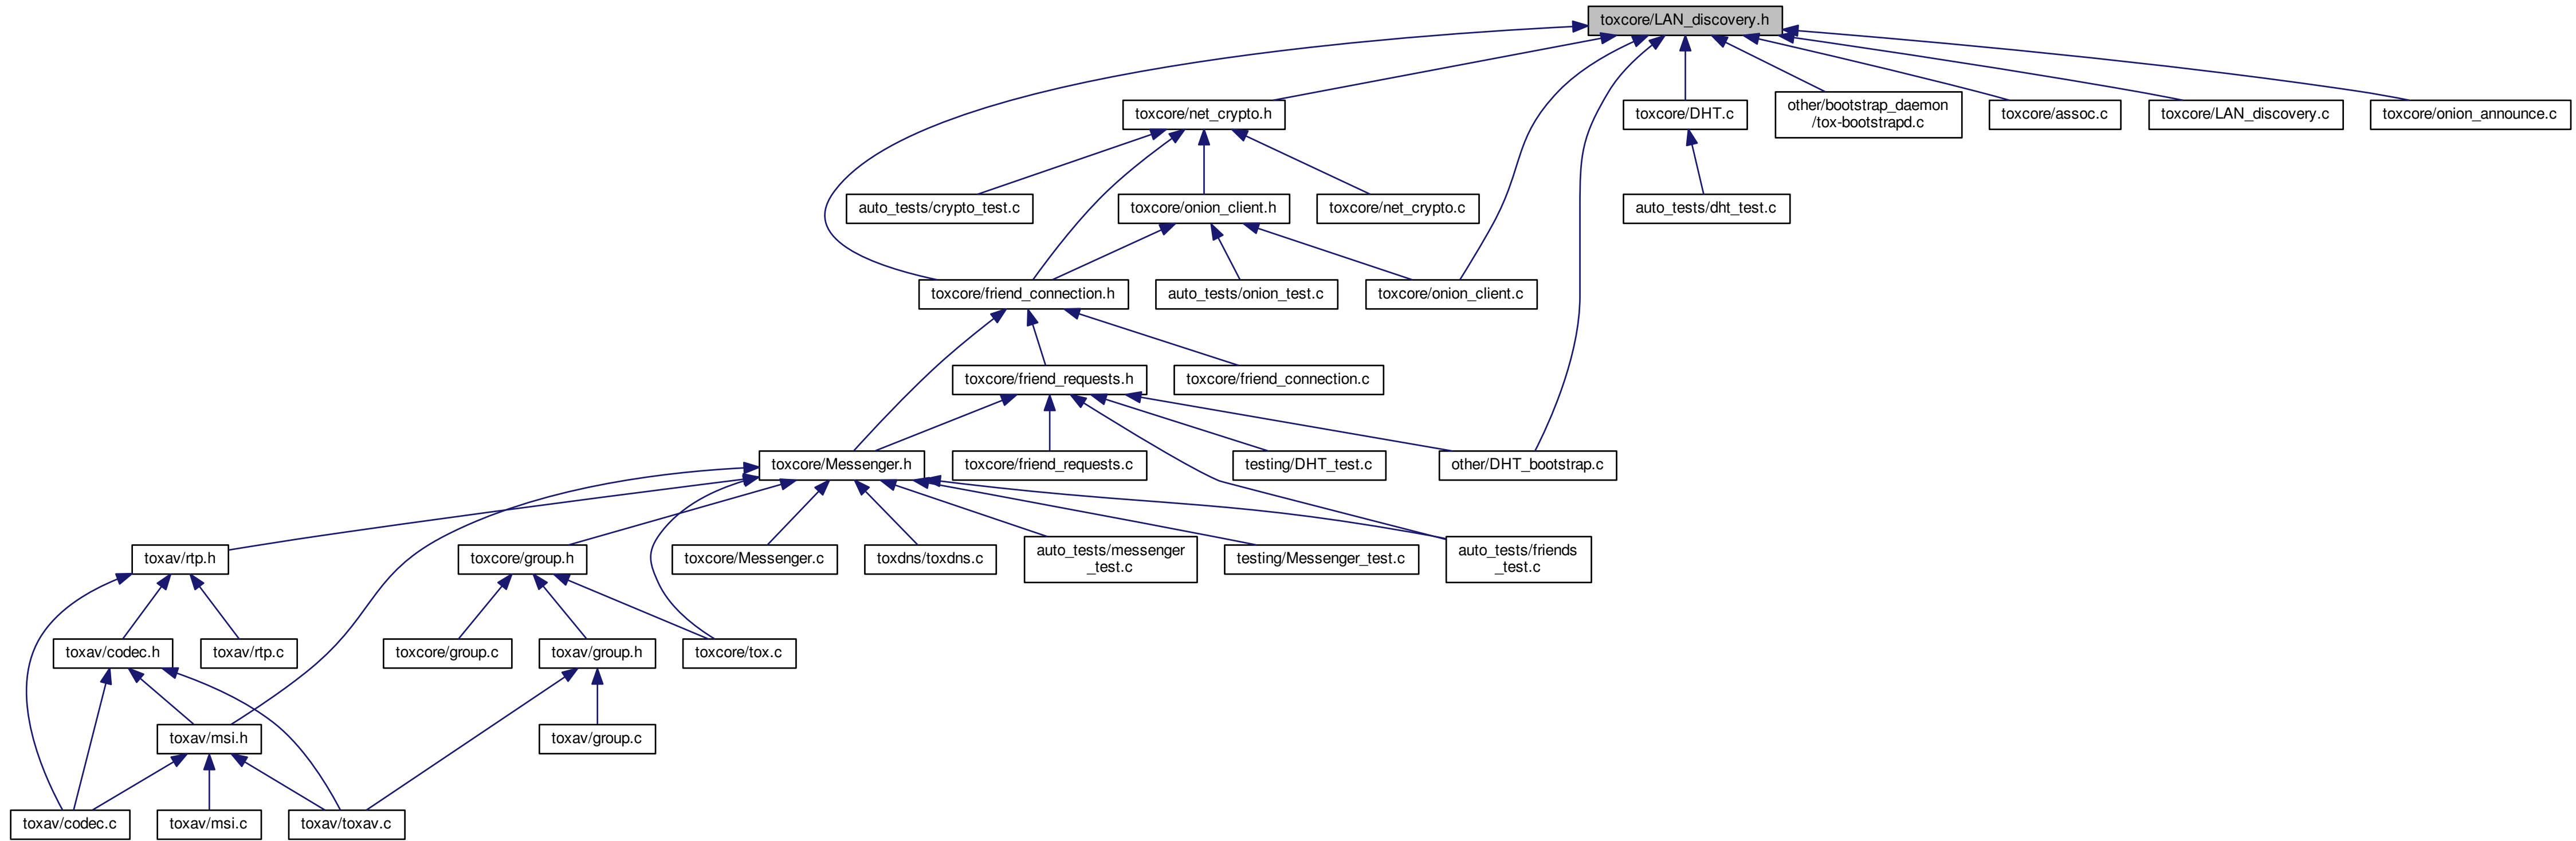 toxcore/LAN_discovery.h
toxcore/net_crypto.h
toxcore/DHT.c
other/bootstrap_daemon
/tox-bootstrapd.c
toxcore/assoc.c
toxcore/LAN_discovery.c
toxcore/onion_announce.c
auto_tests/crypto_test.c
toxcore/onion_client.h
toxcore/net_crypto.c
auto_tests/dht_test.c
toxcore/friend_connection.h
auto_tests/onion_test.c
toxcore/onion_client.c
toxcore/friend_requests.h
toxcore/friend_connection.c
toxcore/Messenger.h
toxcore/friend_requests.c
testing/DHT_test.c
other/DHT_bootstrap.c
toxav/rtp.h
toxcore/group.h
toxcore/Messenger.c
toxdns/toxdns.c
auto_tests/messenger
_test.c
testing/Messenger_test.c
auto_tests/friends
_test.c
toxav/codec.h
toxav/rtp.c
toxcore/group.c
toxav/group.h
toxcore/tox.c
toxav/msi.h
toxav/group.c
toxav/codec.c
toxav/msi.c
toxav/toxav.c